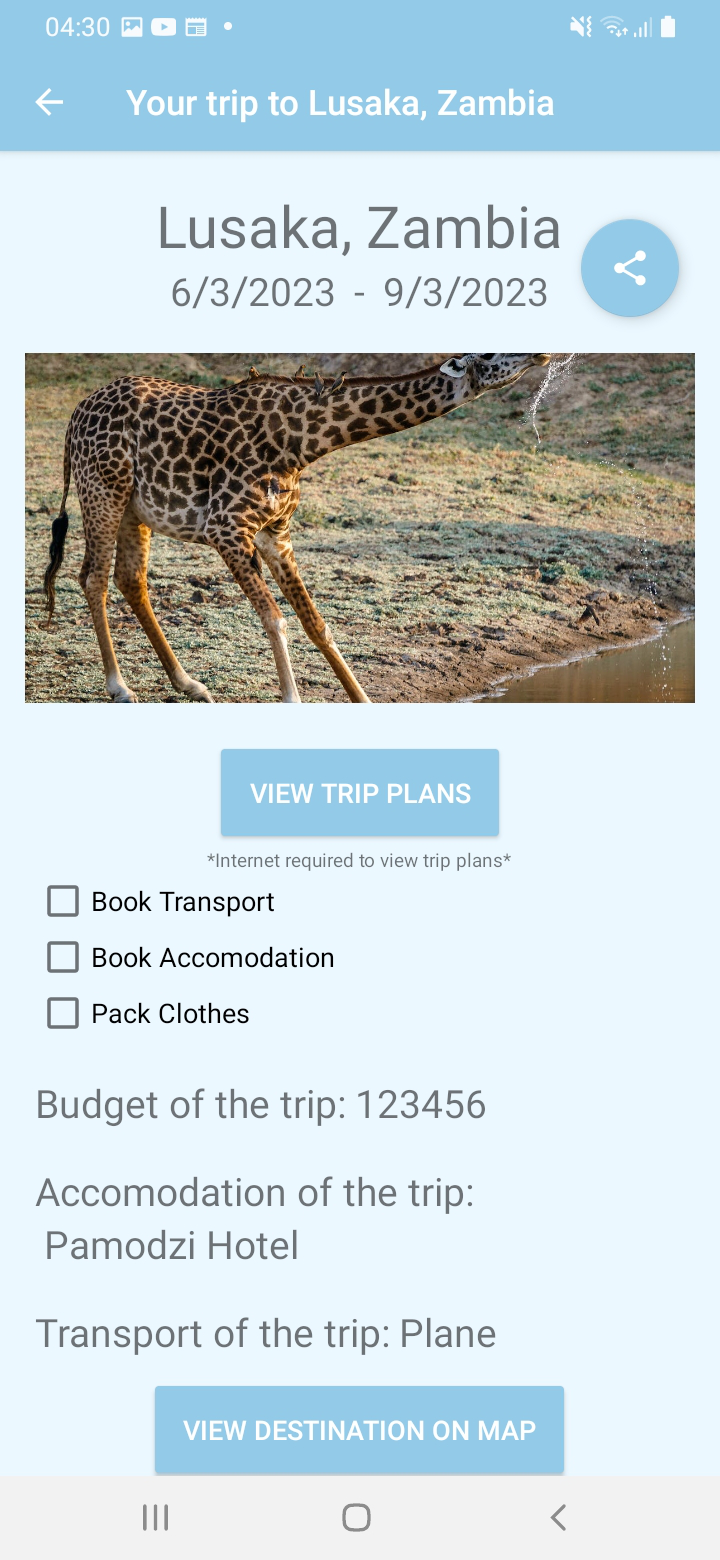 04:30
Your trip to Lusaka, Zambia
Lusaka, Zambia
6/3/2023 - 9/3/2023
VIEW TRIP PLANS
*Internet required to view trip plans*
Book Transport
Book Accomodation
Pack Clothes
Budget of the trip: 123456
Accomodation of the trip:
Pamodzi Hotel
Transport of the trip: Plane
VIEW DESTINATION ON MAP